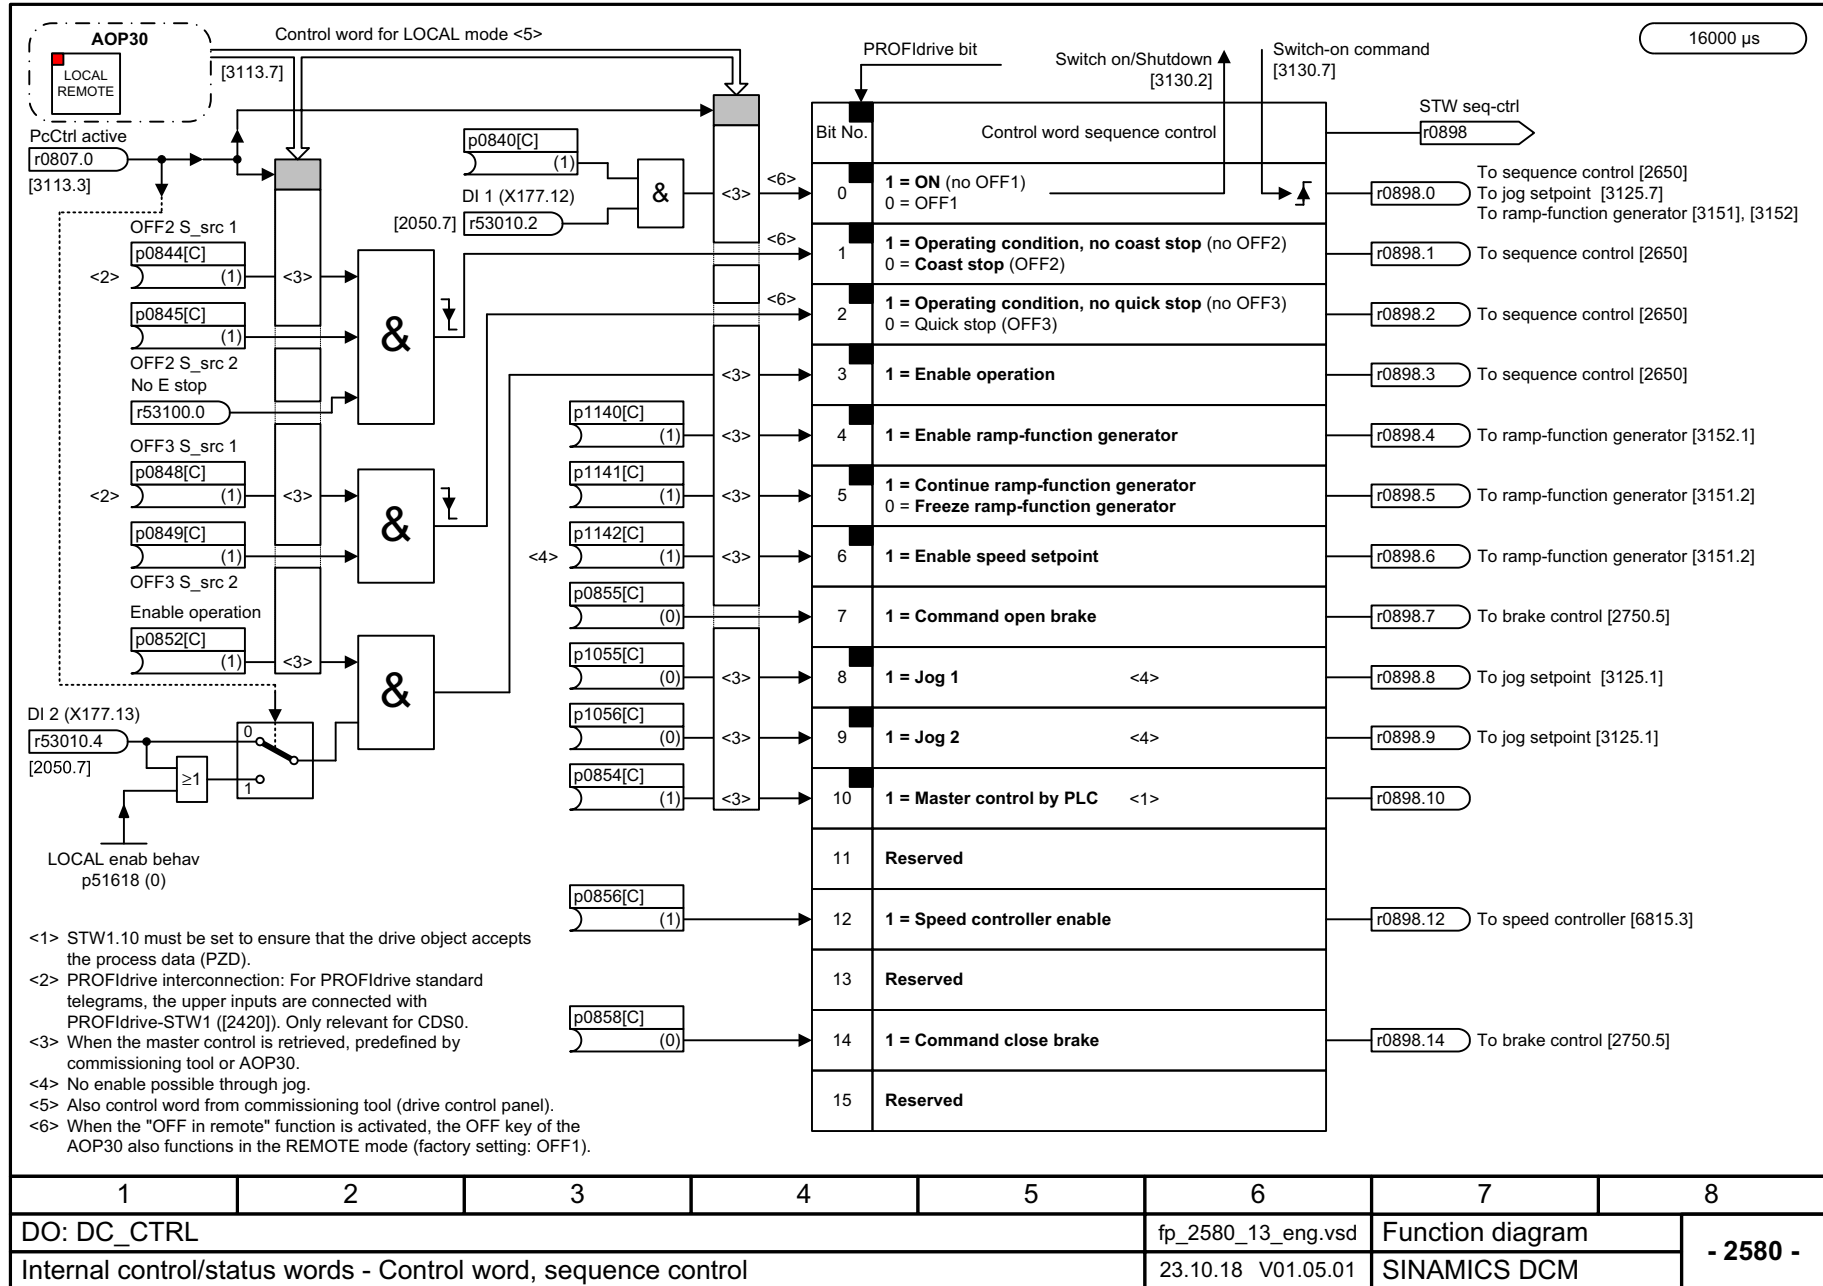 AOP30
LOCAL
REMOTE
Control word for LOCAL mode <5>
[3113.7]
PcCtrl active
r0807.0
[3113.3]
PROFIdrive bit
Switch on/Shutdown
[3130.2]
Switch-on command
[3130.7]
16000 µs
Bit No.
Control word sequence control
STW seq-ctrl
r0898
p0840[C]
(1)
DI 1 (X177.12)
[2050.7]
r53010.2
&
<3>
<6>
0
1 = ON (no OFF1)
0 = OFF1
r0898.0
To sequence control [2650]
To jog setpoint [3125.7]
To ramp-function generator [3151], [3152]
OFF2 S_src 1
<2>
p0844[C]
(1)
<3>
p0845[C]
(1)
OFF2 S_src 2
No E stop
r53100.0
&
<6>
1
1 = Operating condition, no coast stop (no OFF2)
0 = Coast stop (OFF2)
r0898.1
To sequence control [2650]
<6>
2
1 = Operating condition, no quick stop (no OFF3)
0 = Quick stop (OFF3)
r0898.2
To sequence control [2650]
<3>
3
1 = Enable operation
r0898.3
To sequence control [2650]
OFF3 S_src 1
<2>
p0848[C]
(1)
<3>
p0849[C]
(1)
OFF3 S_src 2
&
p1140[C]
(1)
<3>
4
1 = Enable ramp-function generator
r0898.4
To ramp-function generator [3152.1]
p1141[C]
(1)
<3>
5
1 = Continue ramp-function generator
0 = Freeze ramp-function generator
r0898.5
To ramp-function generator [3151.2]
<4>
p1142[C]
(1)
<3>
6
1 = Enable speed setpoint
r0898.6
To ramp-function generator [3151.2]
Enable operation
p0852[C]
(1)
<3>
&
p0855[C]
(0)
7
1 = Command open brake
r0898.7
To brake control [2750.5]
p1055[C]
(0)
<3>
8
1 = Jog 1 <4>
r0898.8
To jog setpoint [3125.1]
DI 2 (X177.13)
r53010.4
[2050.7]
0
1
≥1
LOCAL enab behav
p51618 (0)
p1056[C]
(0)
<3>
9
1 = Jog 2 <4>
r0898.9
To jog setpoint [3125.1]
p0854[C]
(1)
<3>
10
1 = Master control by PLC <1>
r0898.10
11
Reserved
p0856[C]
(1)
12
1 = Speed controller enable
r0898.12
To speed controller [6815.3]
13
Reserved
p0858[C]
(0)
14
1 = Command close brake
r0898.14
To brake control [2750.5]
15
Reserved
<1> STW1.10 must be set to ensure that the drive object accepts
the process data (PZD).
<2> PROFIdrive interconnection: For PROFIdrive standard
telegrams, the upper inputs are connected with
PROFIdrive-STW1 ([2420]). Only relevant for CDS0.
<3> When the master control is retrieved, predefined by
commissioning tool or AOP30.
<4> No enable possible through jog.
<5> Also control word from commissioning tool (drive control panel).
<6> When the "OFF in remote" function is activated, the OFF key of the
AOP30 also functions in the REMOTE mode (factory setting: OFF1).
1 2 3 4 5 6 7 8
DO: DC_CTRL
fp_2580_13_eng.vsd
Function diagram
- 2580 -
Internal control/status words - Control word, sequence control
23.10.18 V01.05.01
SINAMICS DCM